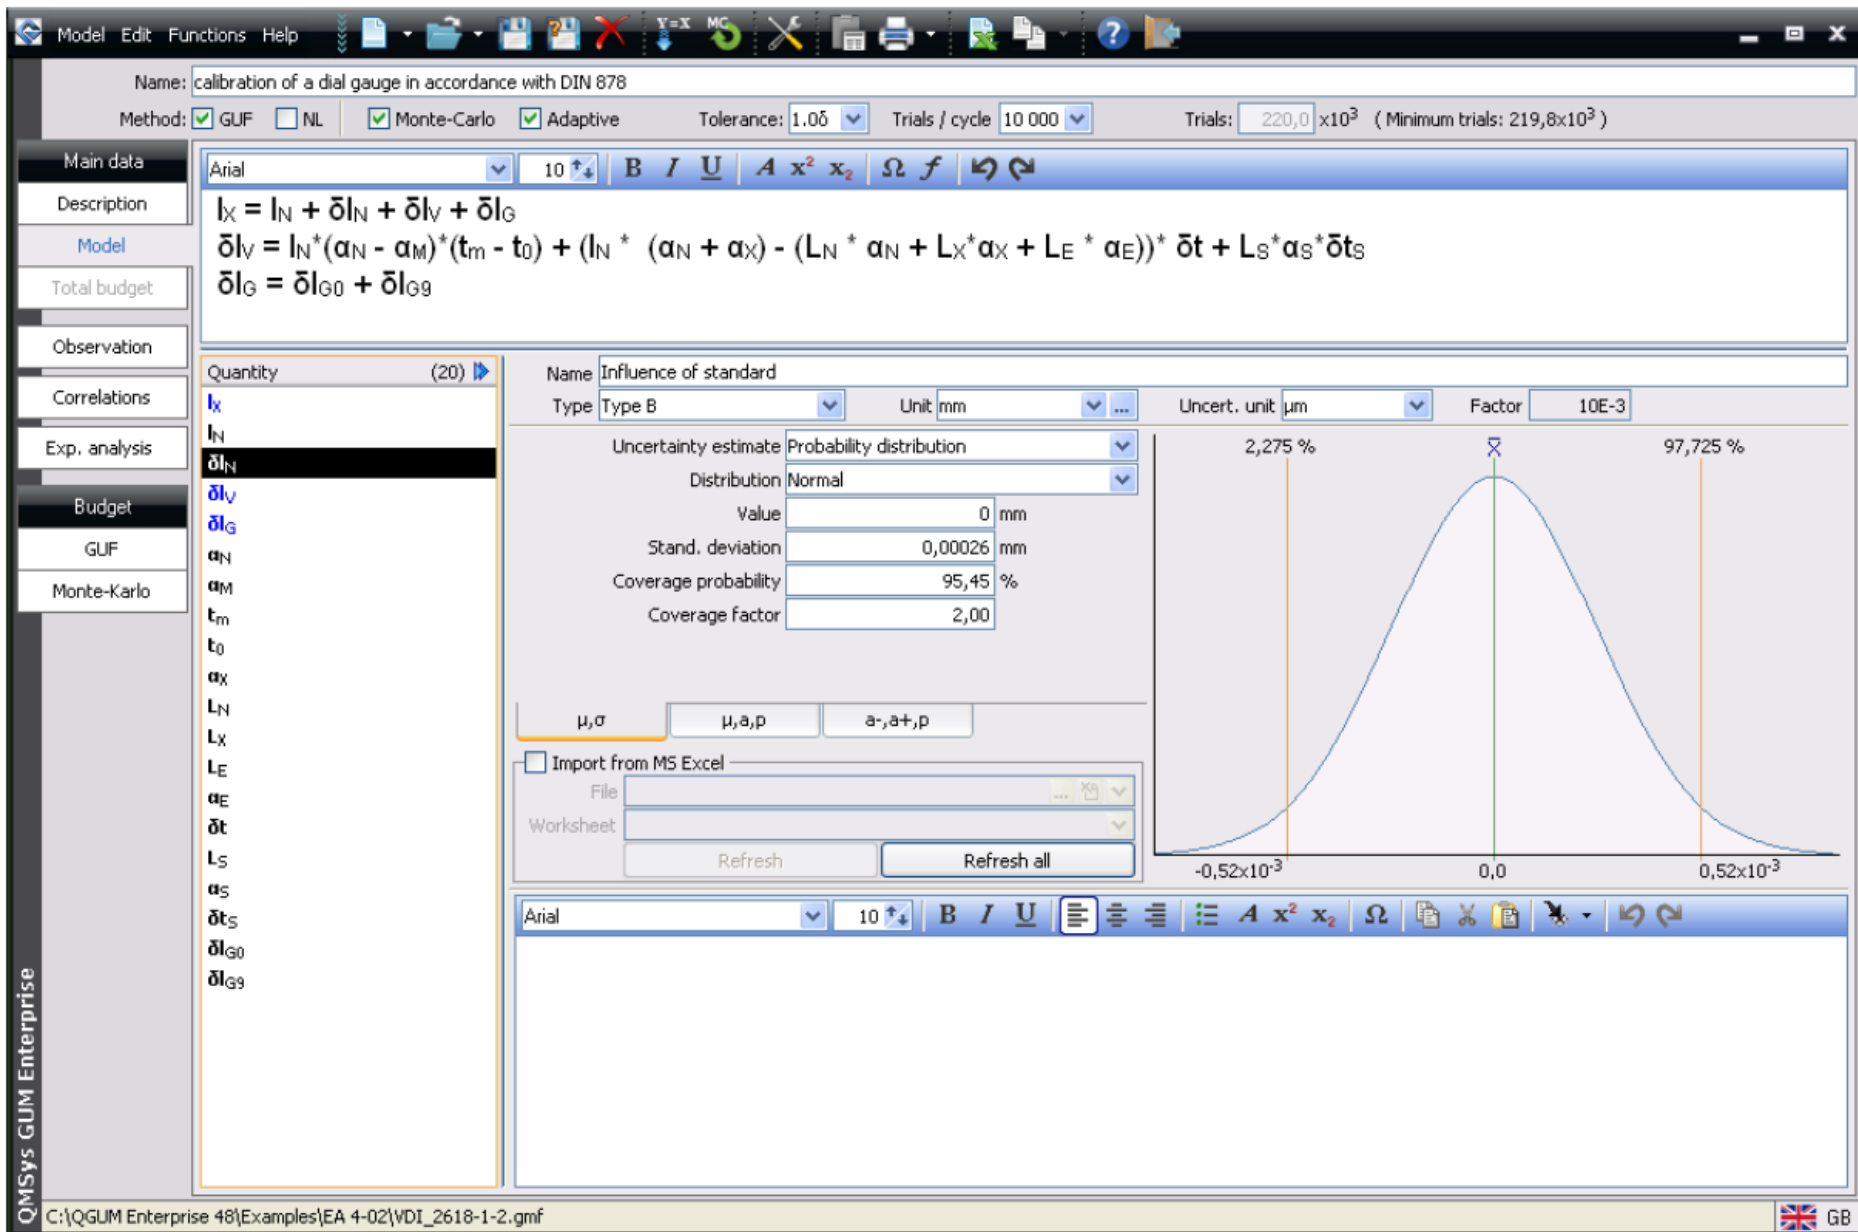 Model Edit Functions Help
Y=X MC
Name: calibration of a dial gauge in accordance with DIN 878
Method: GUF NL Monte-Carlo Adaptive Tolerance: 1.0δ Trials / cycle 10 000 Trials: 220,0 x10³ ( Minimum trials: 219,8x10³ )
Main data
Description
Model
Total budget
Observation
Correlations
Exp. analysis
Budget
GUF
Monte-Karlo
QMSys GUM Enterprise
Arial 10 B I U A x² x₂ Ω f
lX = lN + δlN + δlV + δlG
δlV = lN*(αN - αM)*(tm - t0) + (lN * (αN + αX) - (LN * αN + LX*αX + LE * αE))* δt + LS*αS*δtS
δlG = δlG0 + δlG9
Quantity (20)
lX
lN
δlN
δlV
δlG
αN
αM
tm
t0
αX
LN
LX
LE
αE
δt
LS
αS
δtS
δlG0
δlG9
Name Influence of standard
Type Type B Unit mm ... Uncert. unit µm Factor 10E-3
Uncertainty estimate Probability distribution
Distribution Normal
Value 0 mm
Stand. deviation 0,00026 mm
Coverage probability 95,45 %
Coverage factor 2,00
µ,σ µ,a,p a-,a+,p
Import from MS Excel
File ...
Worksheet
Refresh Refresh all
2,275 % x̄ 97,725 %
-0,52x10⁻³ 0,0 0,52x10⁻³
Arial 10 B I U A x² x₂ Ω
C:\QGUM Enterprise 48\Examples\EA 4-02\VDI_2618-1-2.gmf GB